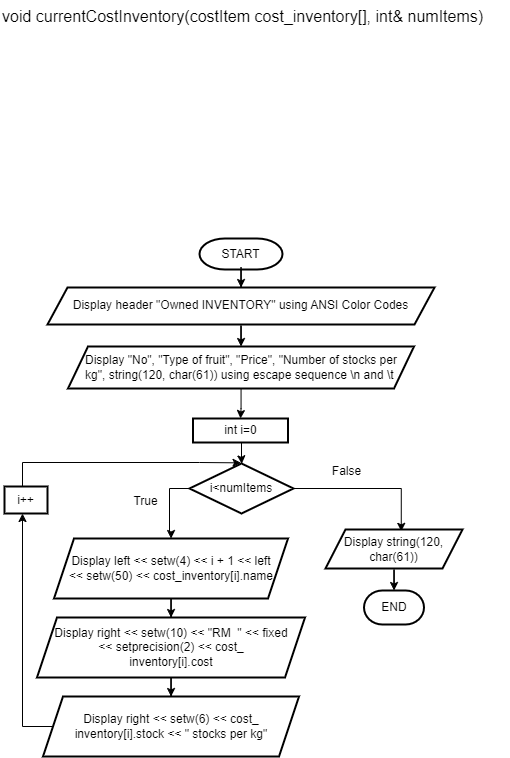 void currentCostInventory(costItem cost_inventory[], int& numItems)
START
Display header "Owned INVENTORY" using ANSI Color Codes
Display "No", "Type of fruit", "Price", "Number of stocks per
kg", string(120, char(61)) using escape sequence \n and \t
int i=0
i<numItems
False
True
i++
Display left << setw(4) << i + 1 << left
<< setw(50) << cost_inventory[i].name
Display right << setw(10) << "RM  " << fixed
<< setprecision(2) << cost_
inventory[i].cost
Display right << setw(6) << cost_
inventory[i].stock << " stocks per kg"
Display string(120,
char(61))
END